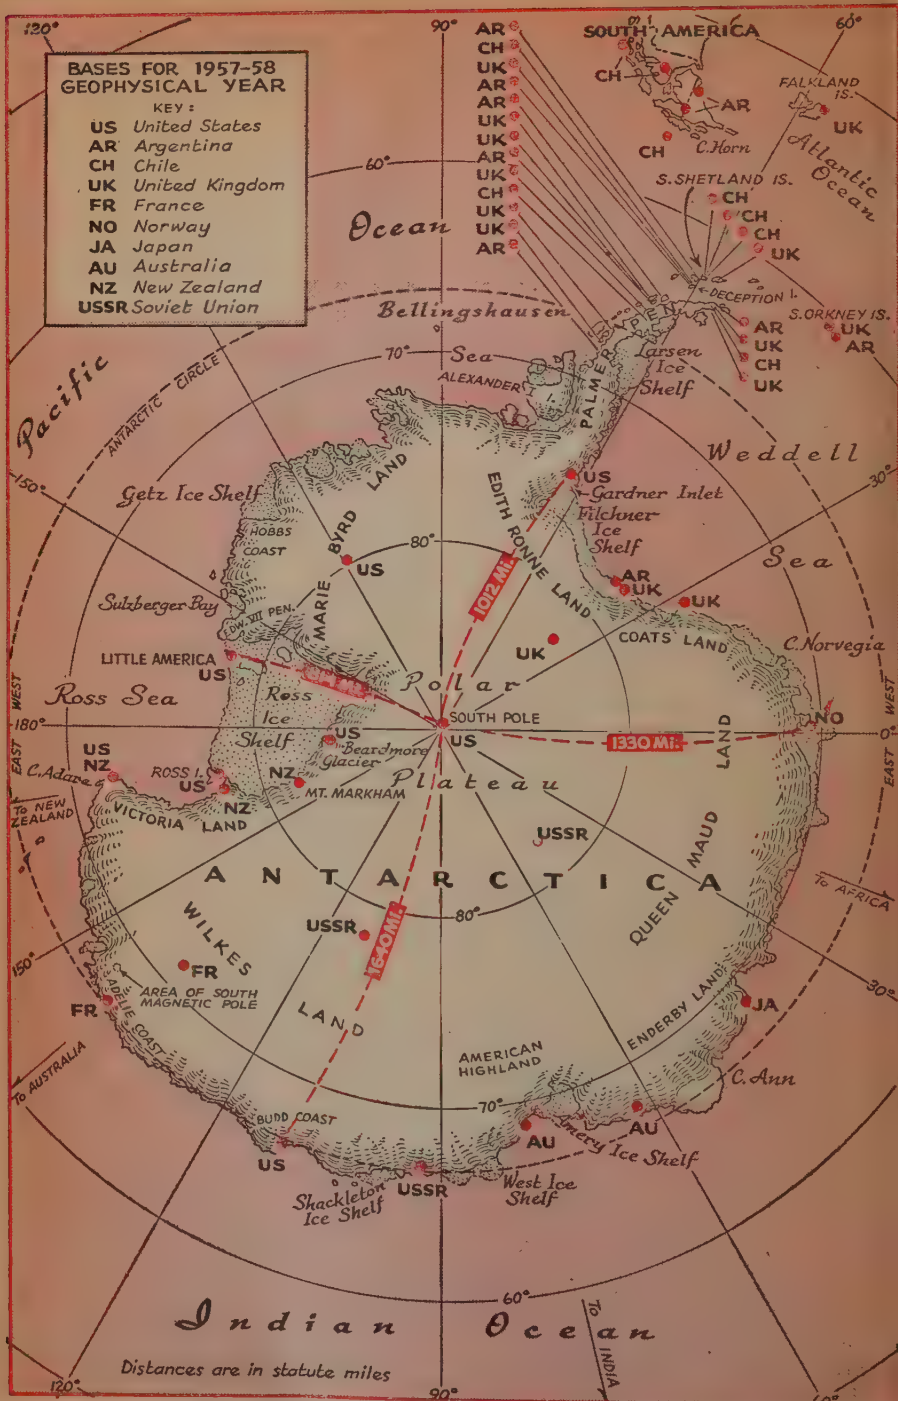 120°
90°
60°
BASES FOR 1957-58
GEOPHYSICAL YEAR
KEY:
US United States
AR Argentina
CH Chile
UK United Kingdom
FR France
NO Norway
JA Japan
AU Australia
NZ New Zealand
USSR Soviet Union
AR
CH
UK
AR
AR
UK
UK
AR
UK
CH
UK
UK
AR
SOUTH AMERICA
CH
AR
CH
C. Horn
FALKLAND
IS.
UK
Atlantic
Ocean
60°
Pacific
Ocean
S. SHETLAND IS.
CH
CH
CH
UK
DECEPTION I.
S. ORKNEY IS.
UK
AR
AR
UK
CH
UK
ANTARCTIC CIRCLE
Bellingshausen
Sea
70°
ALEXANDER
I.
PALMER PEN.
Larsen
Ice
Shelf
Weddell
Sea
150°
30°
Getz Ice Shelf
HOBBS
COAST
MARIE BYRD LAND
US
80°
EDITH RONNE LAND
US
Gardner Inlet
Filchner
Ice
Shelf
1012 Mi.
AR
UK
UK
COATS LAND
C. Norvegia
Sulzberger Bay
EDW. VII PEN.
LITTLE AMERICA
US
UK
Ross Sea
Ross
Ice
Shelf
Polar
Plateau
SOUTH POLE
US
1330 Mi.
NO
WEST
EAST
180°
0°
WEST
EAST
US
Beardmore
Glacier
US
NZ
C. Adare
ROSS I.
US
NZ
NZ
MT. MARKHAM
VICTORIA LAND
TO NEW
ZEALAND
USSR
QUEEN MAUD LAND
To AFRICA
ANTARCTICA
WILKES LAND
USSR
1640 Mi.
80°
150°
30°
FR
AREA OF SOUTH
MAGNETIC POLE
FR
ADELIE COAST
To AUSTRALIA
ENDERBY LAND
JA
AMERICAN
HIGHLAND
C. Ann
70°
BUDD COAST
US
AU
AU
Amery Ice Shelf
Shackleton
Ice Shelf
USSR
West Ice
Shelf
60°
Indian Ocean
To
INDIA
Distances are in statute miles
120°
90°
60°